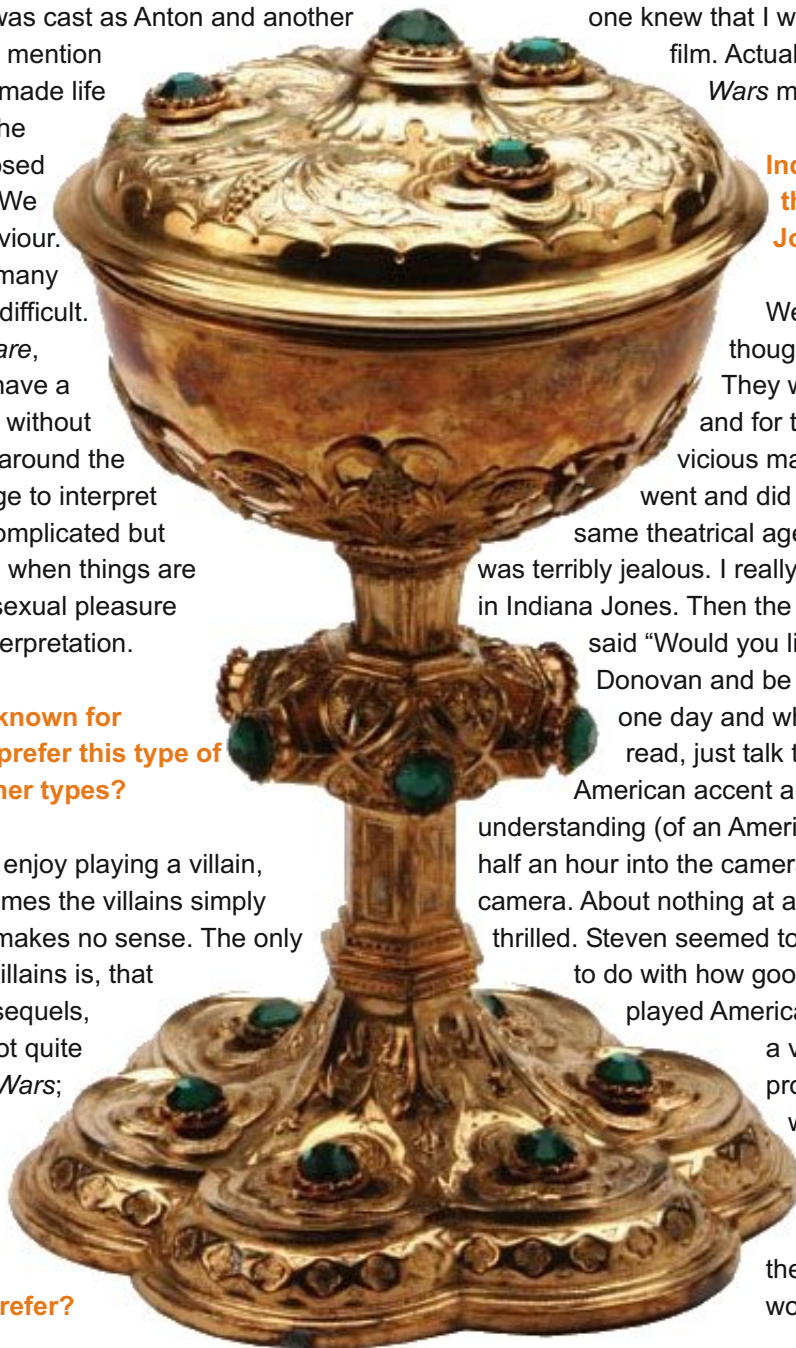 was cast as Anton and another
mention
made life
he
osed
We
viour.
many
difficult.
are,
have a
without
around the
ge to interpret
omplicated but
when things are
sexual pleasure
terpretation.
known for
prefer this type of
her types?
enjoy playing a villain,
mes the villains simply
makes no sense. The only
villains is, that
sequels,
ot quite
Wars;
refer?
one knew that I w
film. Actual
Wars m
Ind
th
Jo
We
though
They w
and for t
vicious ma
went and did
same theatrical age
was terribly jealous. I really
in Indiana Jones. Then the
said “Would you li
Donovan and be
one day and wh
read, just talk t
American accent a
understanding (of an Ameri
half an hour into the camera
camera. About nothing at a
thrilled. Steven seemed to
to do with how goo
played America
a v
pro
w
the
wo